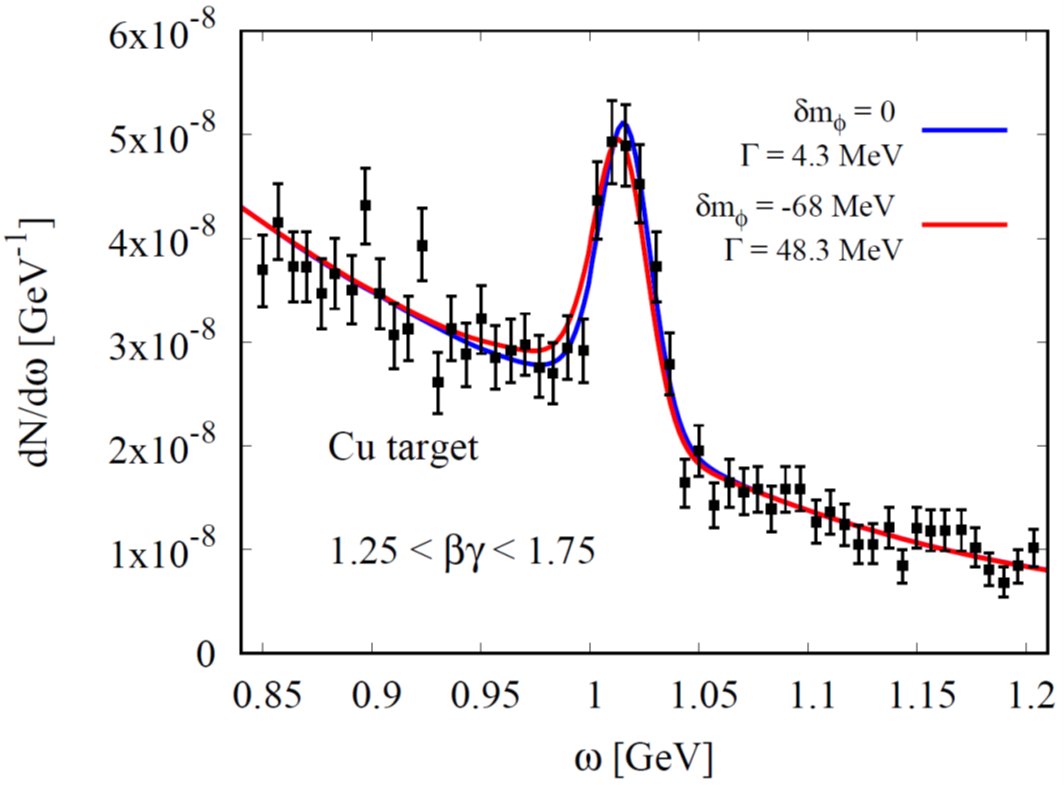 6x10⁻⁸
5x10⁻⁸
4x10⁻⁸
3x10⁻⁸
2x10⁻⁸
1x10⁻⁸
0
dN/dω [GeV⁻¹]
δmϕ = 0
Γ = 4.3 MeV
δmϕ = -68 MeV
Γ = 48.3 MeV
Cu target
1.25 < βγ < 1.75
0.85 0.9 0.95 1 1.05 1.1 1.15 1.2
ω [GeV]